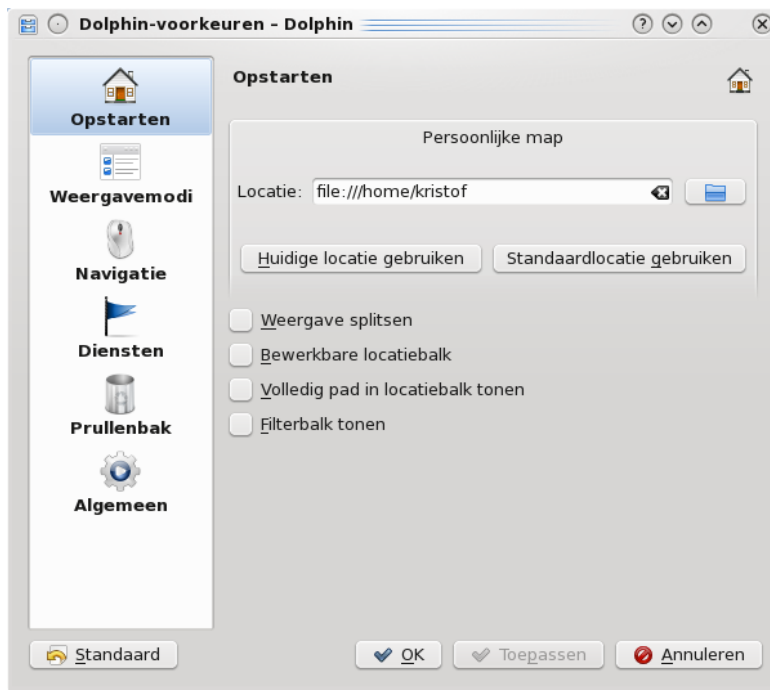 Dolphin-voorkeuren – Dolphin
Opstarten
Weergavemodi
Navigatie
Diensten
Prullenbak
Algemeen
Opstarten
Persoonlijke map
Locatie: file:///home/kristof
Huidige locatie gebruiken Standaardlocatie gebruiken
Weergave splitsen
Bewerkbare locatiebalk
Volledig pad in locatiebalk tonen
Filterbalk tonen
Standaard OK Toepassen Annuleren